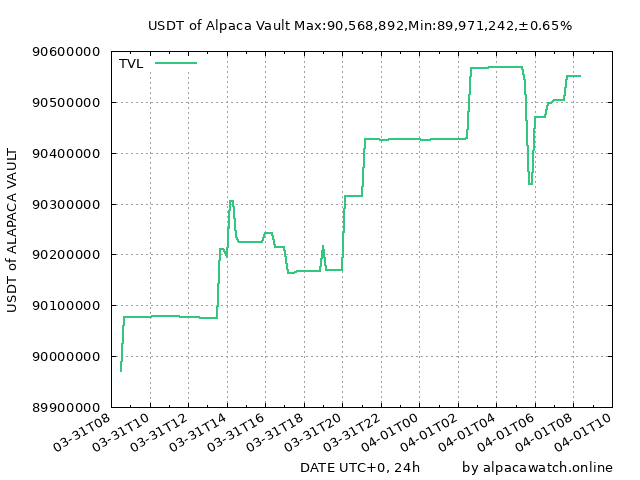 USDT of Alpaca Vault Max:90,568,892,Min:89,971,242,±0.65%
TVL
90600000
90500000
90400000
90300000
90200000
90100000
90000000
89900000
USDT of ALAPACA VAULT
03-31T08
03-31T10
03-31T12
03-31T14
03-31T16
03-31T18
03-31T20
03-31T22
04-01T00
04-01T02
04-01T04
04-01T06
04-01T08
04-01T10
DATE UTC+0, 24h
by alpacawatch.online